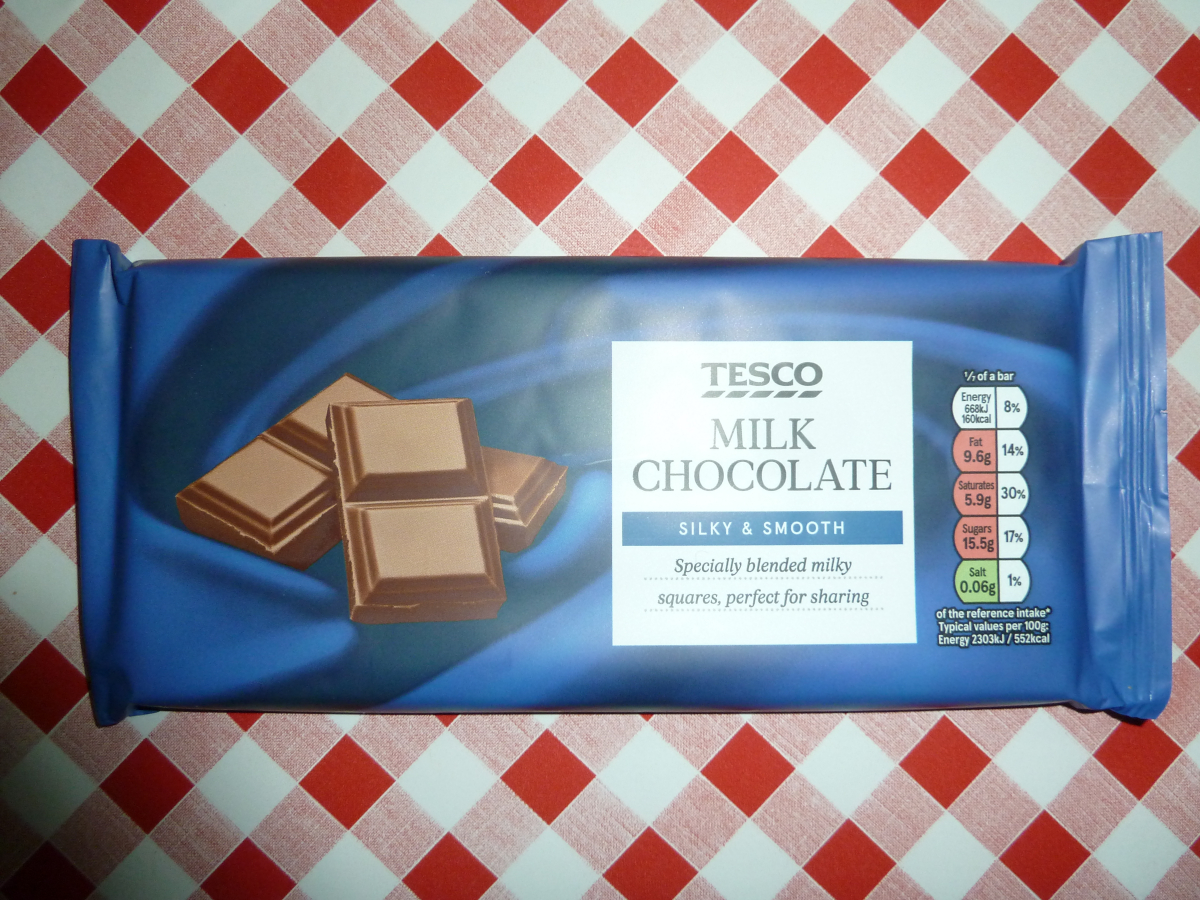 TESCO
MILK
CHOCOLATE
SILKY & SMOOTH
Specially blended milky
squares, perfect for sharing
⅐ of a bar
Energy
668kJ
160kcal
8%
Fat
9.6g
14%
Saturates
5.9g
30%
Sugars
15.5g
17%
Salt
0.06g
1%
of the reference intake*
Typical values per 100g:
Energy 2303kJ / 552kcal